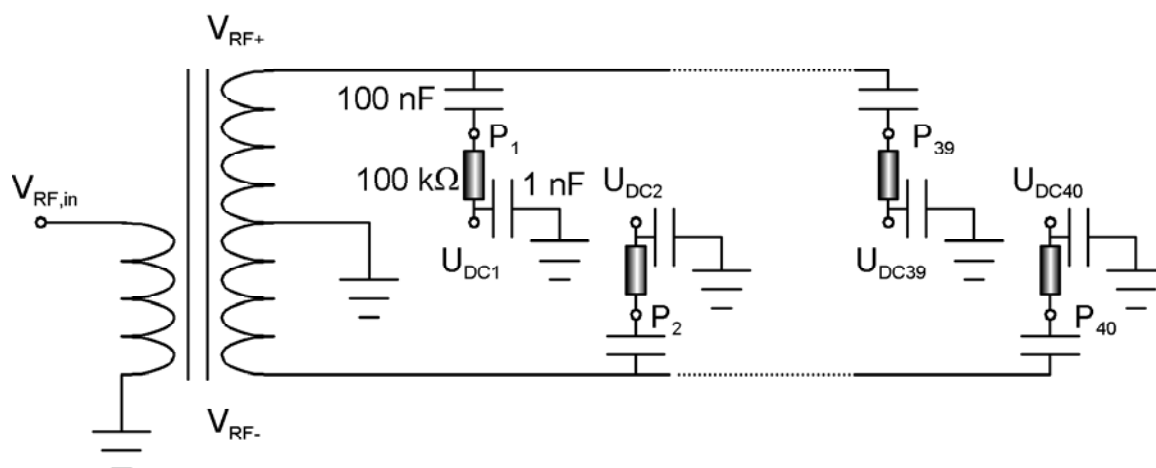 V_RF+
100 nF
P_1
P_39
100 kΩ
1 nF
U_DC2
U_DC40
V_RF,in
U_DC1
U_DC39
P_2
P_40
V_RF-